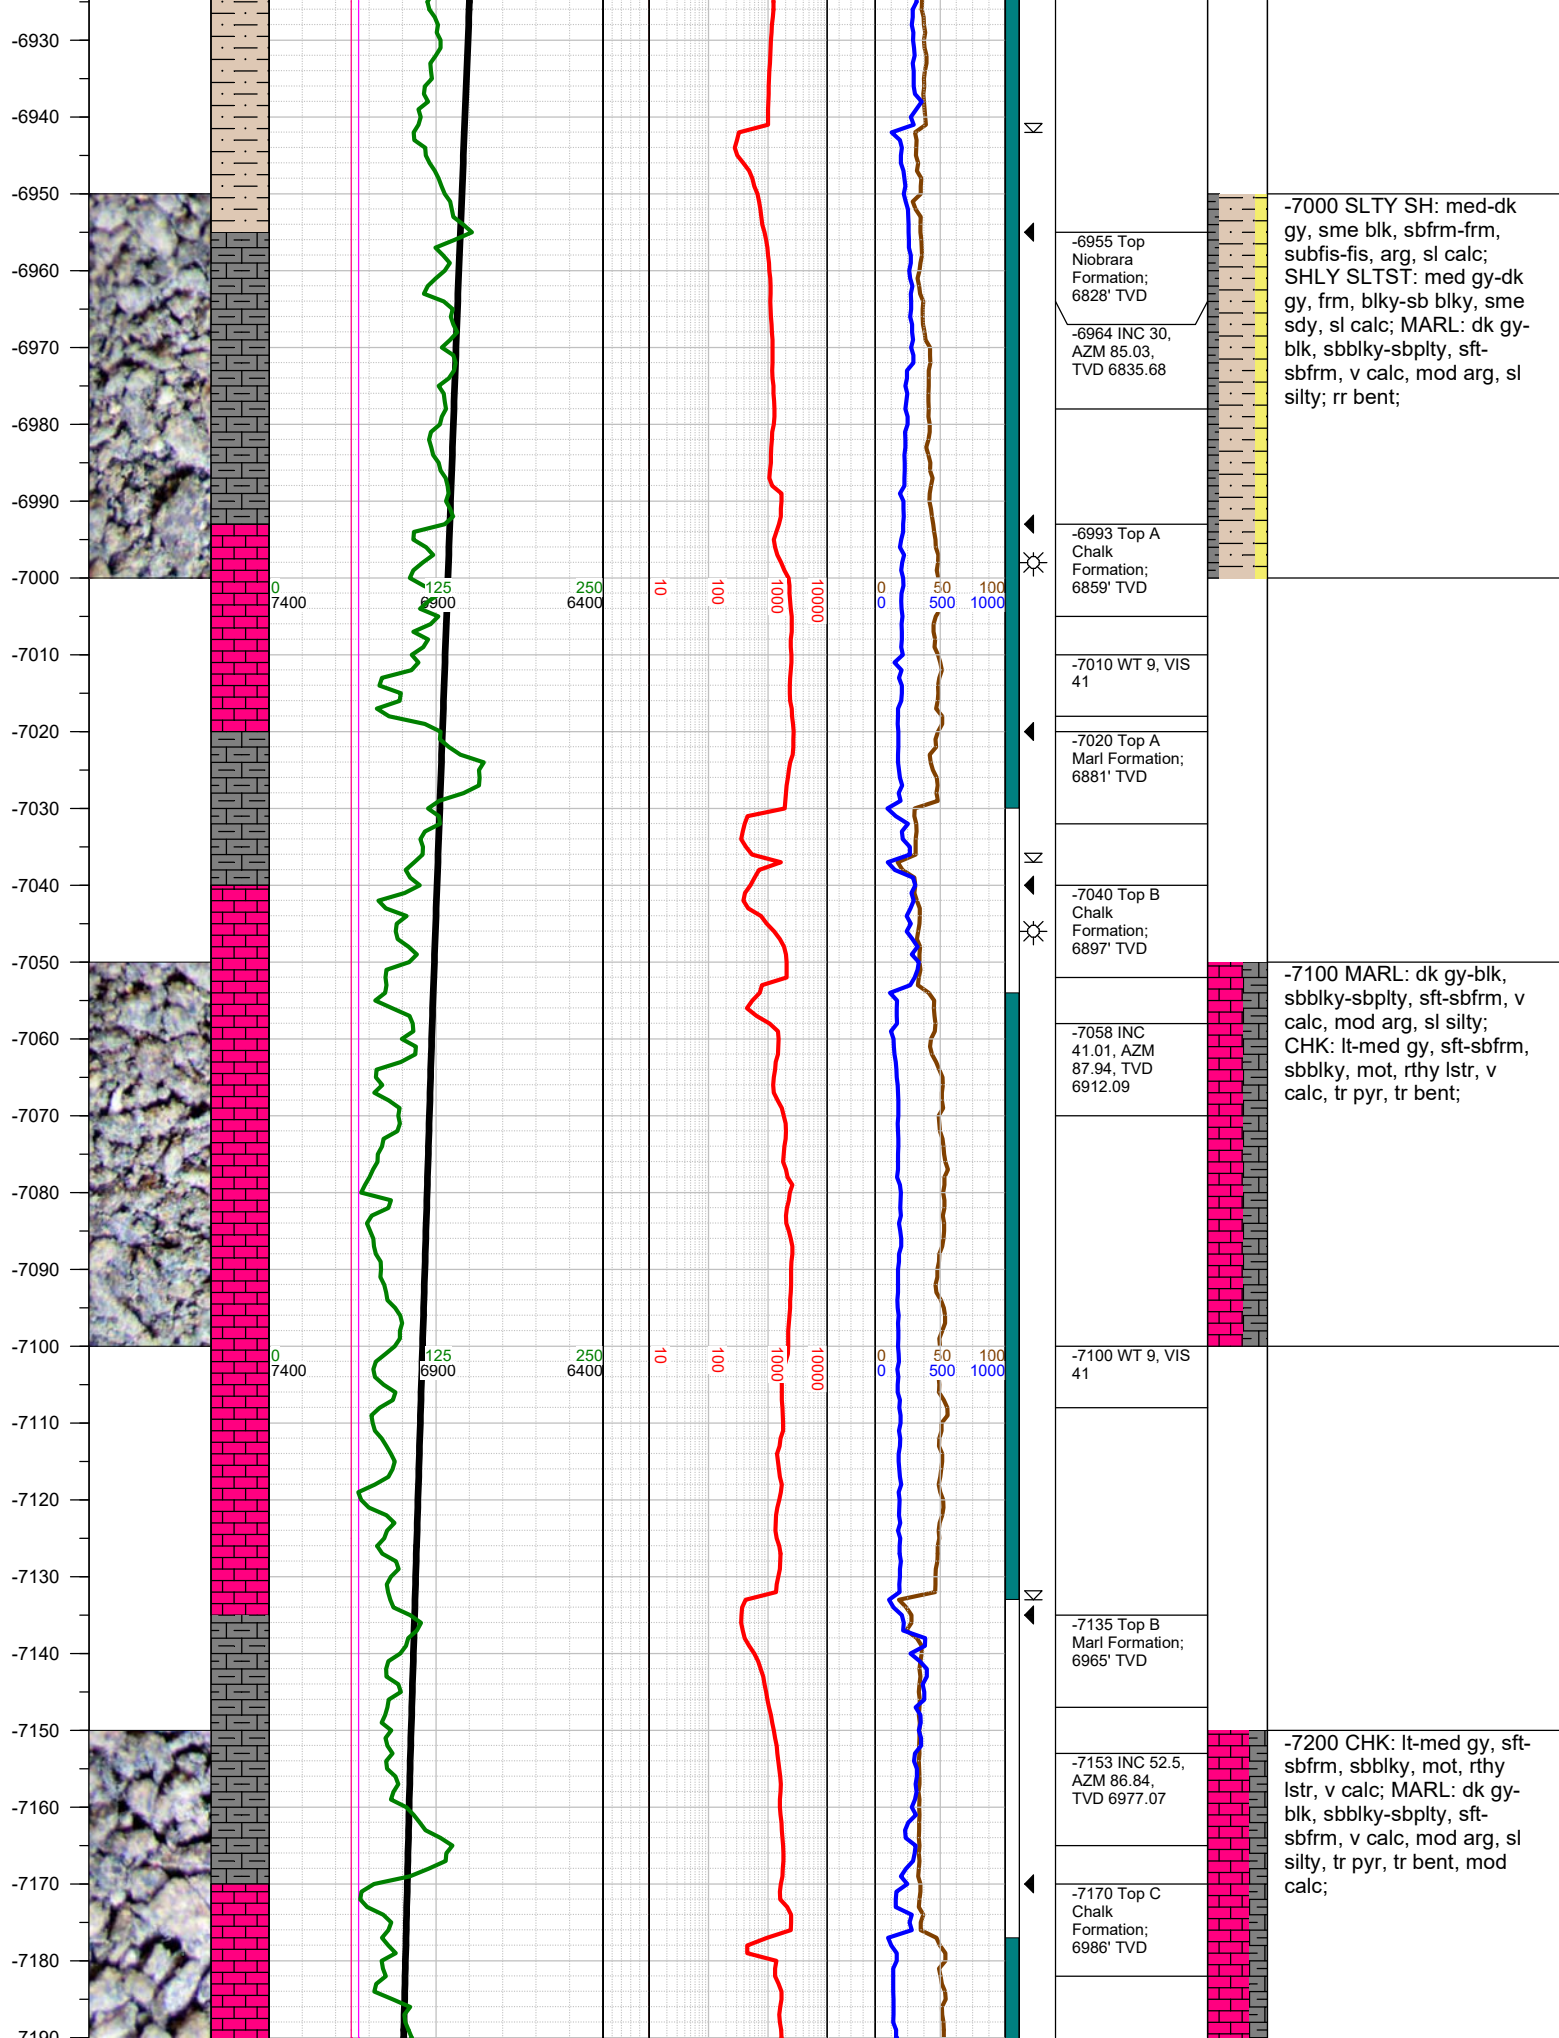 -6930
-6940
-6950
-6960
-6970
-6980
-6990
-7000
-7010
-7020
-7030
-7040
-7050
-7060
-7070
-7080
-7090
-7100
-7110
-7120
-7130
-7140
-7150
-7160
-7170
-7180
-7190
0 125 250
7400 6900 6400
10 100 1000 10000
0 50 100
0 500 1000
0 125 250
7400 6900 6400
10 100 1000 10000
0 50 100
0 500 1000
-6955 Top
Niobrara
Formation;
6828' TVD
-6964 INC 30,
AZM 85.03,
TVD 6835.68
-6993 Top A
Chalk
Formation;
6859' TVD
-7010 WT 9, VIS
41
-7020 Top A
Marl Formation;
6881' TVD
-7040 Top B
Chalk
Formation;
6897' TVD
-7058 INC
41.01, AZM
87.94, TVD
6912.09
-7100 WT 9, VIS
41
-7135 Top B
Marl Formation;
6965' TVD
-7153 INC 52.5,
AZM 86.84,
TVD 6977.07
-7170 Top C
Chalk
Formation;
6986' TVD
-7000 SLTY SH: med-dk
gy, sme blk, sbfrm-frm,
subfis-fis, arg, sl calc;
SHLY SLTST: med gy-dk
gy, frm, blky-sb blky, sme
sdy, sl calc; MARL: dk gy-
blk, sbblky-sbplty, sft-
sbfrm, v calc, mod arg, sl
silty; rr bent;
-7100 MARL: dk gy-blk,
sbblky-sbplty, sft-sbfrm, v
calc, mod arg, sl silty;
CHK: lt-med gy, sft-sbfrm,
sbblky, mot, rthy lstr, v
calc, tr pyr, tr bent;
-7200 CHK: lt-med gy, sft-
sbfrm, sbblky, mot, rthy
lstr, v calc; MARL: dk gy-
blk, sbblky-sbplty, sft-
sbfrm, v calc, mod arg, sl
silty, tr pyr, tr bent, mod
calc;